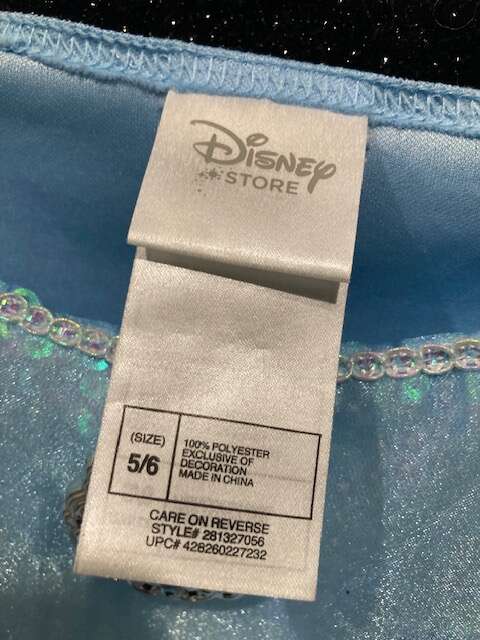 Disney
STORE
(SIZE)
5/6
100% POLYESTER
EXCLUSIVE OF
DECORATION
MADE IN CHINA
CARE ON REVERSE
STYLE# 281327056
UPC# 428260227232